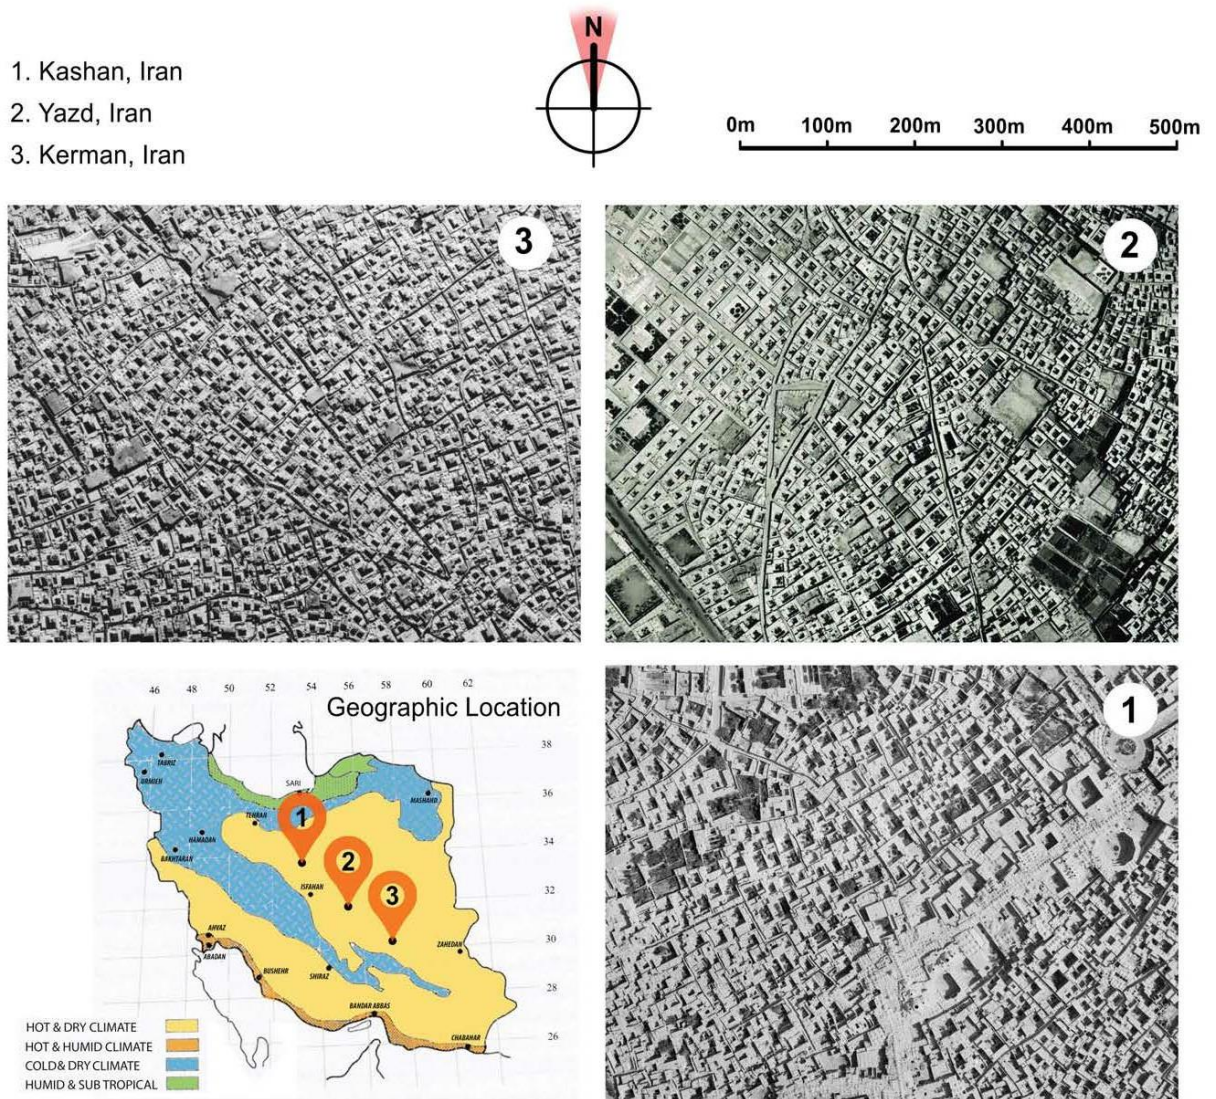 N
1. Kashan, Iran
2. Yazd, Iran
3. Kerman, Iran
0m 100m 200m 300m 400m 500m
3
2
46 48 50 52 54 56 58 60 62
Geographic Location
1
38
TABRIZ
ORMIEH
SARI
36
MASHAHD
1
TEHRAN
HAMADAN
34
BAKHTARAN
2
ISFAHAN
3
32
AHVAZ
ABADAN
30
ZAHEDAN
BUSHEHR
SHIRAZ
28
BANDAR ABBAS
HOT & DRY CLIMATE
HOT & HUMID CLIMATE
CHABAHAR
26
COLD& DRY CLIMATE
HUMID & SUB TROPICAL